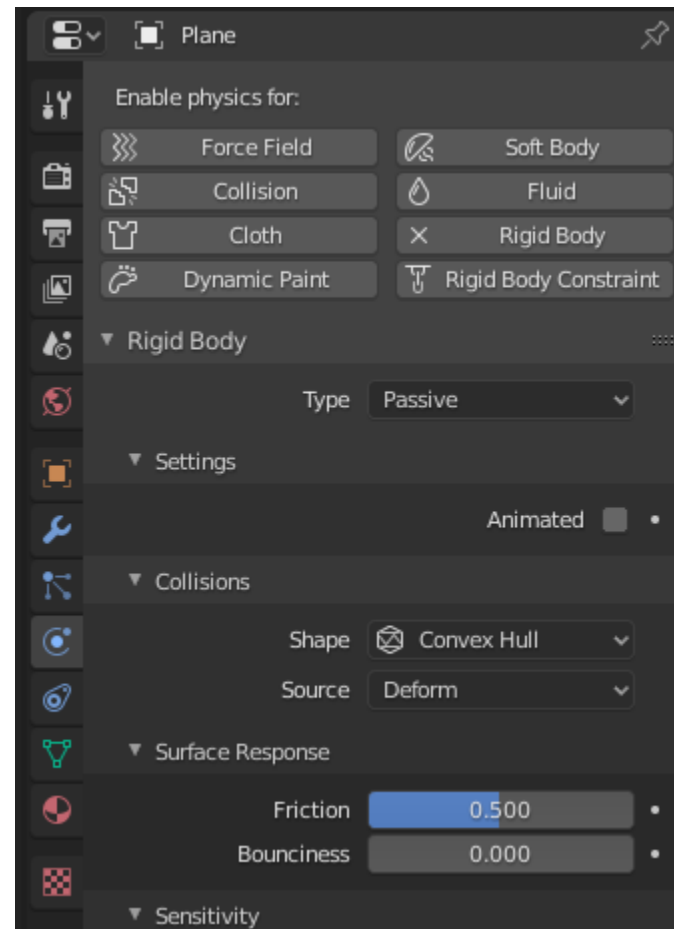 Plane
Enable physics for:
Force Field Soft Body
Collision Fluid
Cloth Rigid Body
Dynamic Paint Rigid Body Constraint
Rigid Body
Type Passive
Settings
Animated
Collisions
Shape Convex Hull
Source Deform
Surface Response
Friction 0.500
Bounciness 0.000
Sensitivity